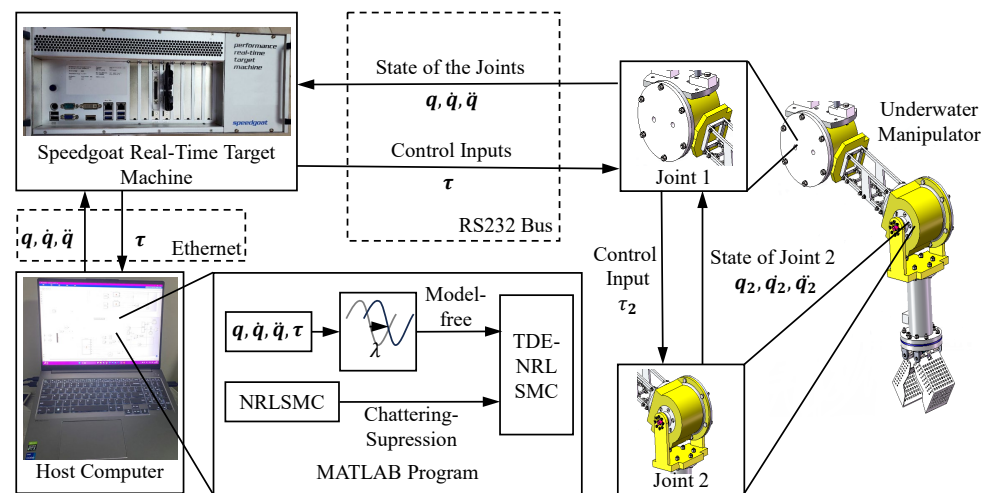 performance
real-time
target
machine
speedgoat
Speedgoat Real-Time Target
Machine
State of the Joints
q, q̇, q̈
Control Inputs
τ
RS232 Bus
Joint 1
Underwater
Manipulator
q, q̇, q̈
τ
Ethernet
Control
Input
τ₂
State of Joint 2
q₂, q̇₂, q̈₂
Host Computer
q, q̇, q̈, τ
λ
Model-
free
TDE-
NRL
SMC
NRLSMC
Chattering-
Supression
MATLAB Program
Joint 2